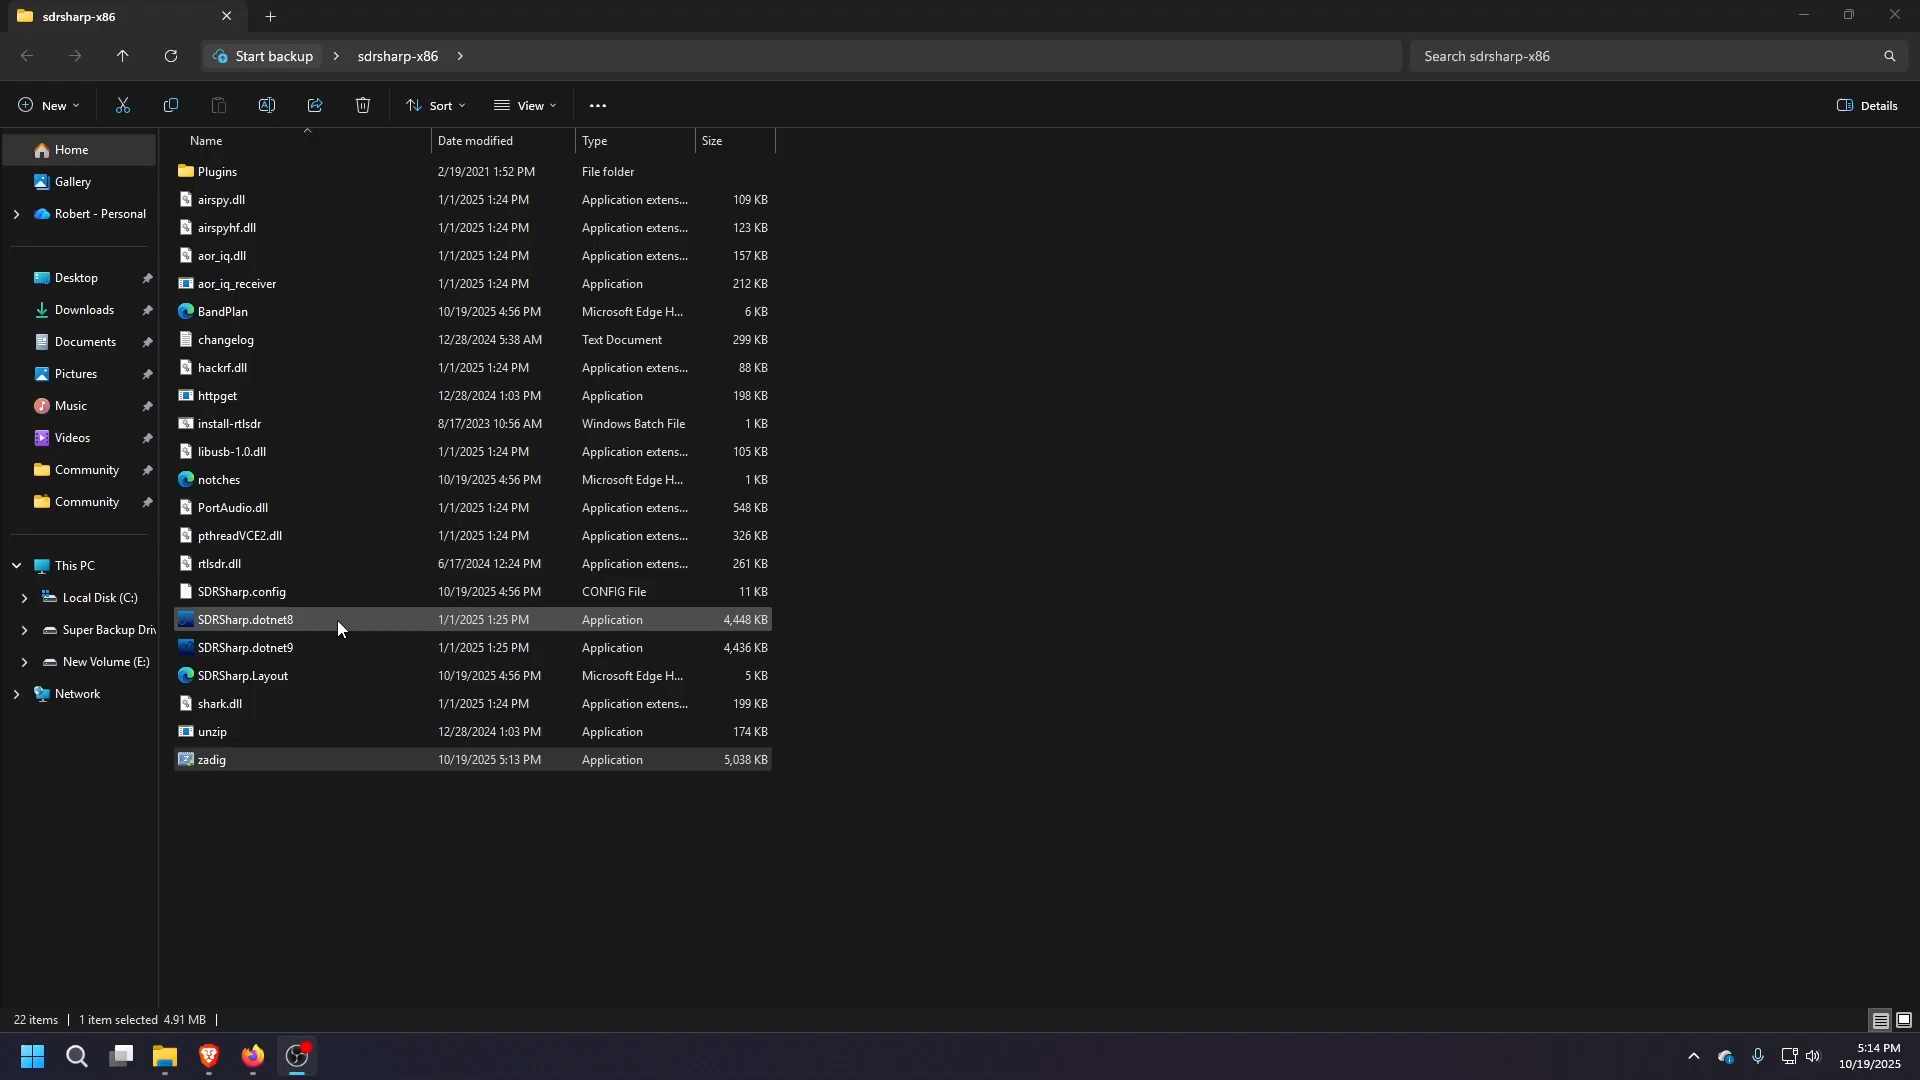 sdrsharp-x86
Start backup > sdrsharp-x86 >
Search sdrsharp-x86
New
Sort
View
Details
Name Date modified Type Size
Home
Gallery
Robert - Personal
Desktop
Downloads
Documents
Pictures
Music
Videos
Community
Community
This PC
Local Disk (C:)
Super Backup Driv
New Volume (E:)
Network
Plugins 2/19/2021 1:52 PM File folder
airspy.dll 1/1/2025 1:24 PM Application extens... 109 KB
airspyhf.dll 1/1/2025 1:24 PM Application extens... 123 KB
aor_iq.dll 1/1/2025 1:24 PM Application extens... 157 KB
aor_iq_receiver 1/1/2025 1:24 PM Application 212 KB
BandPlan 10/19/2025 4:56 PM Microsoft Edge H... 6 KB
changelog 12/28/2024 5:38 AM Text Document 299 KB
hackrf.dll 1/1/2025 1:24 PM Application extens... 88 KB
httpget 12/28/2024 1:03 PM Application 198 KB
install-rtlsdr 8/17/2023 10:56 AM Windows Batch File 1 KB
libusb-1.0.dll 1/1/2025 1:24 PM Application extens... 105 KB
notches 10/19/2025 4:56 PM Microsoft Edge H... 1 KB
PortAudio.dll 1/1/2025 1:24 PM Application extens... 548 KB
pthreadVCE2.dll 1/1/2025 1:24 PM Application extens... 326 KB
rtlsdr.dll 6/17/2024 12:24 PM Application extens... 261 KB
SDRSharp.config 10/19/2025 4:56 PM CONFIG File 11 KB
SDRSharp.dotnet8 1/1/2025 1:25 PM Application 4,448 KB
SDRSharp.dotnet9 1/1/2025 1:25 PM Application 4,436 KB
SDRSharp.Layout 10/19/2025 4:56 PM Microsoft Edge H... 5 KB
shark.dll 1/1/2025 1:24 PM Application extens... 199 KB
unzip 12/28/2024 1:03 PM Application 174 KB
zadig 10/19/2025 5:13 PM Application 5,038 KB
22 items | 1 item selected 4.91 MB |
5:14 PM
10/19/2025